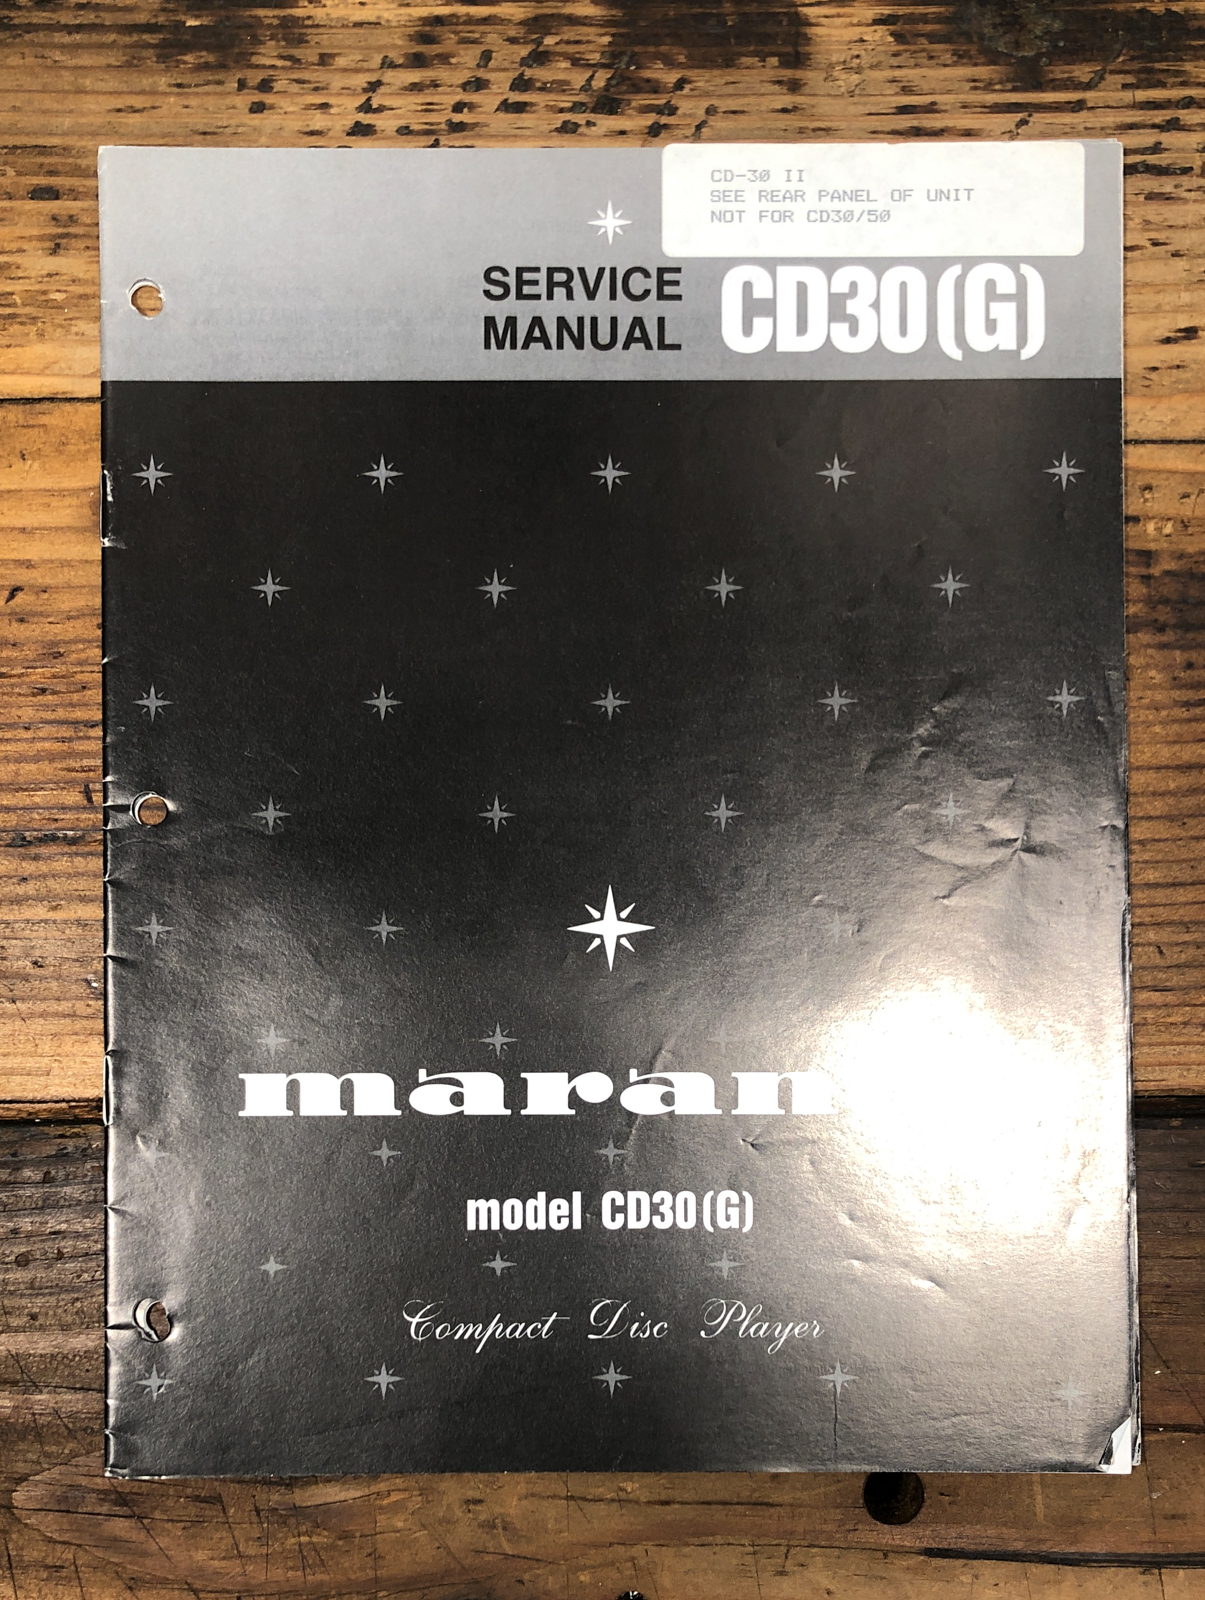 CD-30 II
SEE REAR PANEL OF UNIT
NOT FOR CD30/50
SERVICE
MANUAL
CD30(G)
maran
model CD30(G)
Compact Disc Player